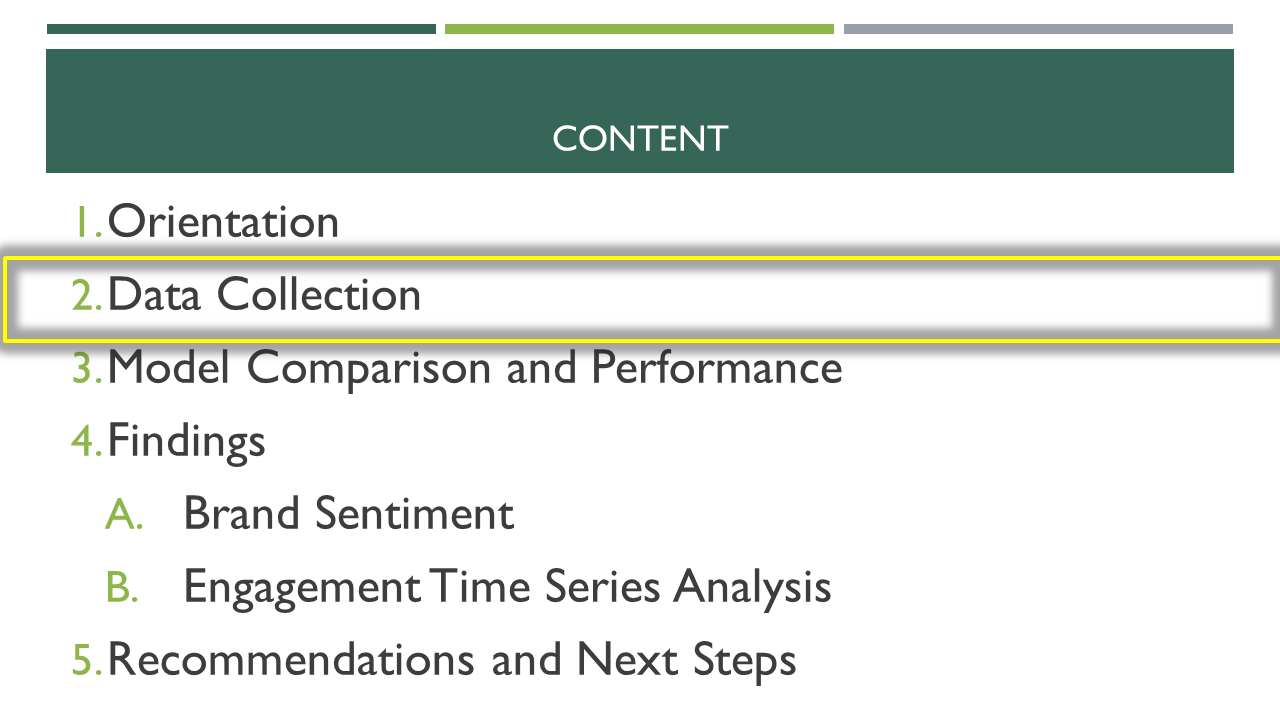 CONTENT
1. Orientation
2. Data Collection
3. Model Comparison and Performance
4. Findings
A. Brand Sentiment
B. Engagement Time Series Analysis
5. Recommendations and Next Steps